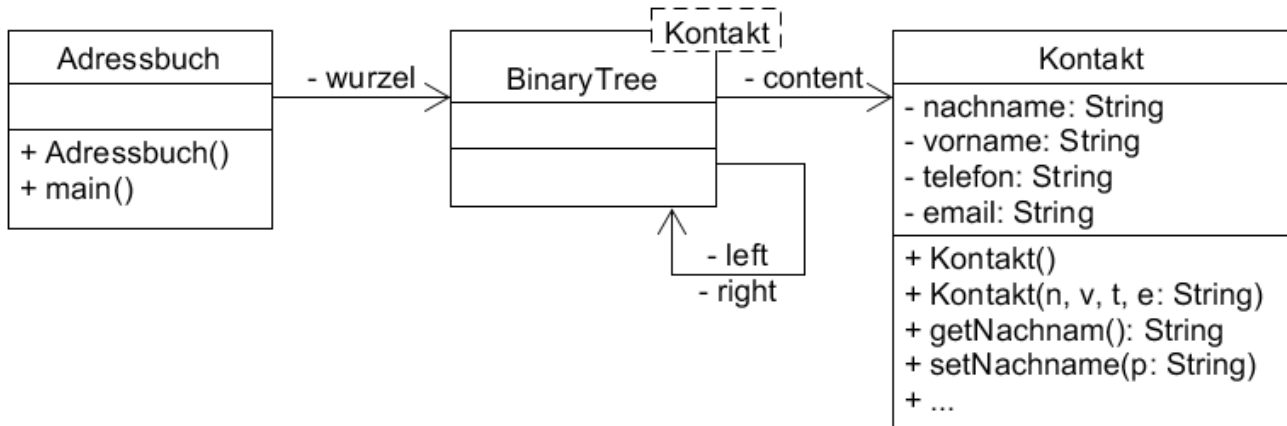 Adressbuch
+ Adressbuch()
+ main()
- wurzel
Kontakt
BinaryTree
- left
- right
- content
Kontakt
- nachname: String
- vorname: String
- telefon: String
- email: String
+ Kontakt()
+ Kontakt(n, v, t, e: String)
+ getNachnam(): String
+ setNachname(p: String)
+ ...